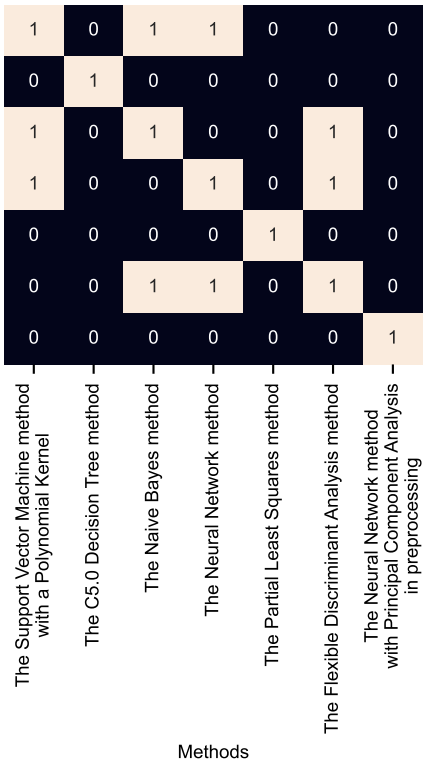 1 0 1 1 0 0 0
0 1 0 0 0 0 0
1 0 1 0 0 1 0
1 0 0 1 0 1 0
0 0 0 0 1 0 0
0 0 1 1 0 1 0
0 0 0 0 0 0 1
The Support Vector Machine method
with a Polynomial Kernel
The C5.0 Decision Tree method
The Naive Bayes method
The Neural Network method
The Partial Least Squares method
The Flexible Discriminant Analysis method
The Neural Network method
with Principal Component Analysis
in preprocessing
Methods